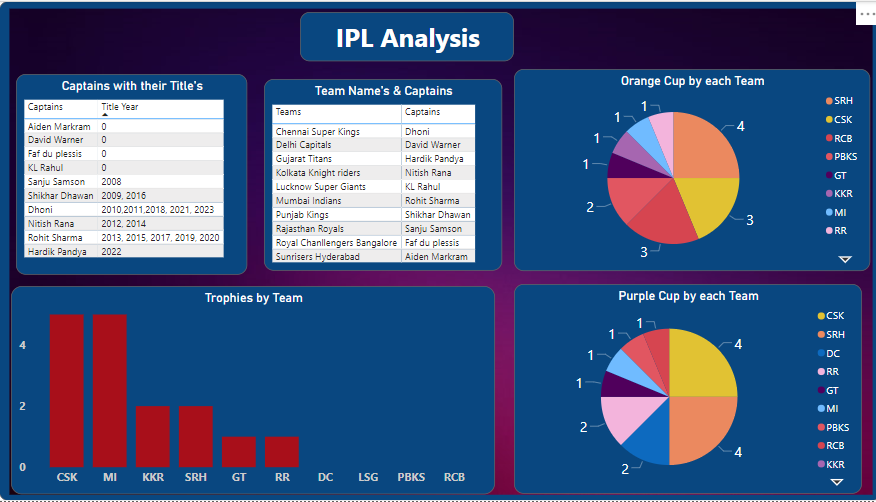 IPL Analysis
Captains with their Title's
Captains Title Year
Aiden Markram 0
David Warner 0
Faf du plessis 0
KL Rahul 0
Sanju Samson 2008
Shikhar Dhawan 2009, 2016
Dhoni 2010,2011,2018, 2021, 2023
Nitish Rana 2012, 2014
Rohit Sharma 2013, 2015, 2017, 2019, 2020
Hardik Pandya 2022
Team Name's & Captains
Teams Captains
Chennai Super Kings Dhoni
Delhi Capitals David Warner
Gujarat Titans Hardik Pandya
Kolkata Knight riders Nitish Rana
Lucknow Super Giants KL Rahul
Mumbai Indians Rohit Sharma
Punjab Kings Shikhar Dhawan
Rajasthan Royals Sanju Samson
Royal Chanllengers Bangalore Faf du plessis
Sunrisers Hyderabad Aiden Markram
Orange Cup by each Team
4
3
3
2
1
1
1
1
SRH
CSK
RCB
PBKS
GT
KKR
MI
RR
Trophies by Team
4
2
0
CSK MI KKR SRH GT RR DC LSG PBKS RCB
Purple Cup by each Team
4
4
2
2
1
1
1
1
CSK
SRH
DC
RR
GT
MI
PBKS
RCB
KKR